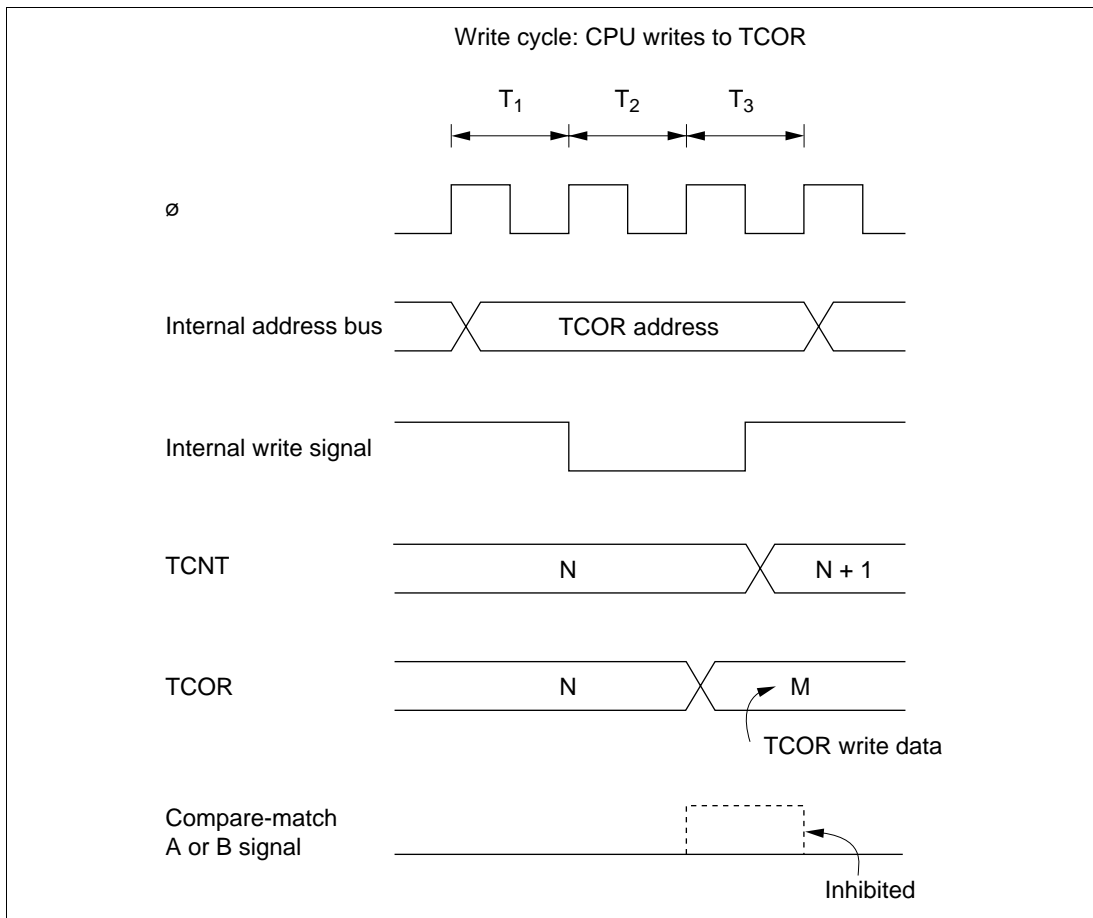 Write cycle: CPU writes to TCOR
T1 T2 T3
ø
Internal address bus
TCOR address
Internal write signal
TCNT
N
N + 1
TCOR
N
M
TCOR write data
Compare-match
A or B signal
Inhibited